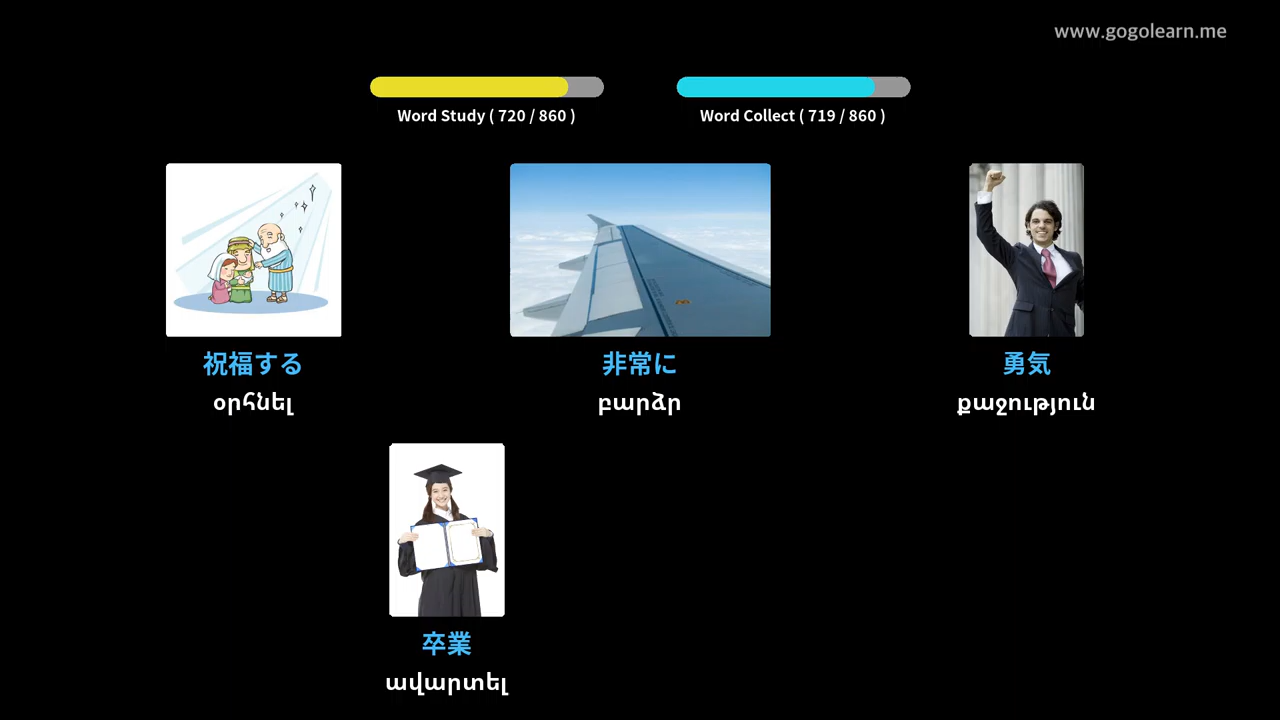 www.gogolearn.me
Word Study ( 720 / 860 )
Word Collect ( 719 / 860 )
祝福する
օրհնել
非常に
բարձր
勇気
քաջություն
卒業
ավարտել